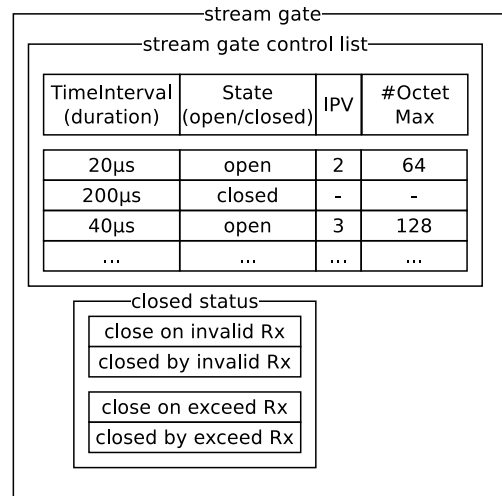 stream gate
stream gate control list
TimeInterval (duration) State (open/closed) IPV #Octet Max
20µs open 2 64
200µs closed - -
40µs open 3 128
... ... ... ...
closed status
close on invalid Rx
closed by invalid Rx
close on exceed Rx
closed by exceed Rx